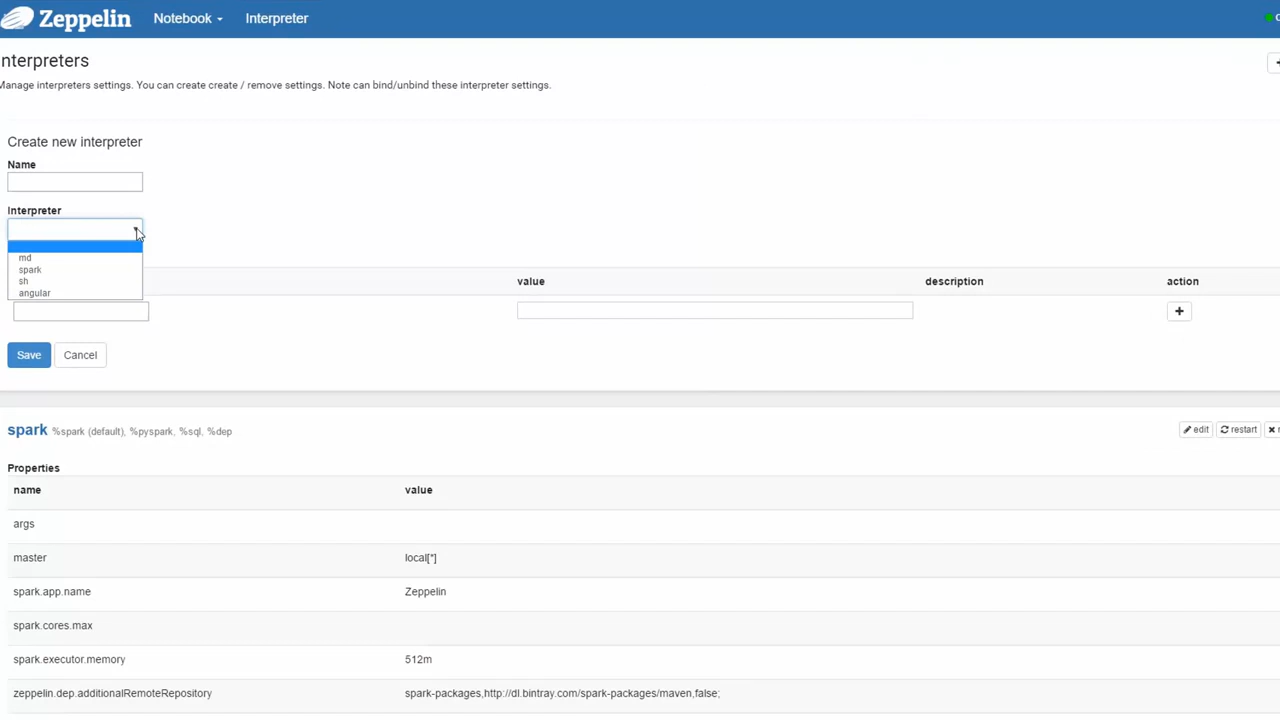 Zeppelin Notebook Interpreter
nterpreters
Manage interpreters settings. You can create create / remove settings. Note can bind/unbind these interpreter settings.
Create new interpreter
Name
Interpreter
md
spark
sh
angular
value description action
Save Cancel
spark %spark (default), %pyspark, %sql, %dep edit restart
Properties
name value
args
master local[*]
spark.app.name Zeppelin
spark.cores.max
spark.executor.memory 512m
zeppelin.dep.additionalRemoteRepository spark-packages,http://dl.bintray.com/spark-packages/maven,false;